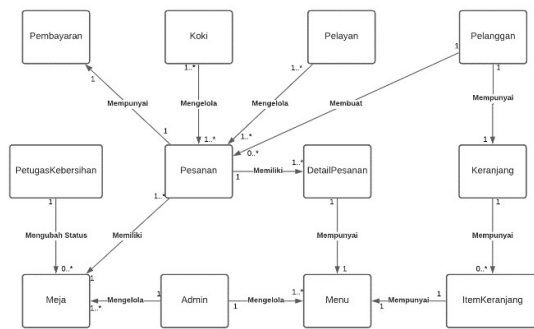 Pembayaran
Koki
Pelayan
Pelanggan
1
1..*
1..*
1
1
Mempunyai
Mengelola
Mengelola
Membuat
Mempunyai
1
1..*
1..*
0..*
1
PetugasKebersihan
Pesanan
DetailPesanan
Keranjang
1
Memiliki
1..*
1
1..*
1
1
Mengubah Status
Memiliki
Mempunyai
Mempunyai
0..*
1
1
0..*
Meja
Admin
Menu
ItemKeranjang
1..*
Mengelola
1
1
Mengelola
1..*
1
Mempunyai
1